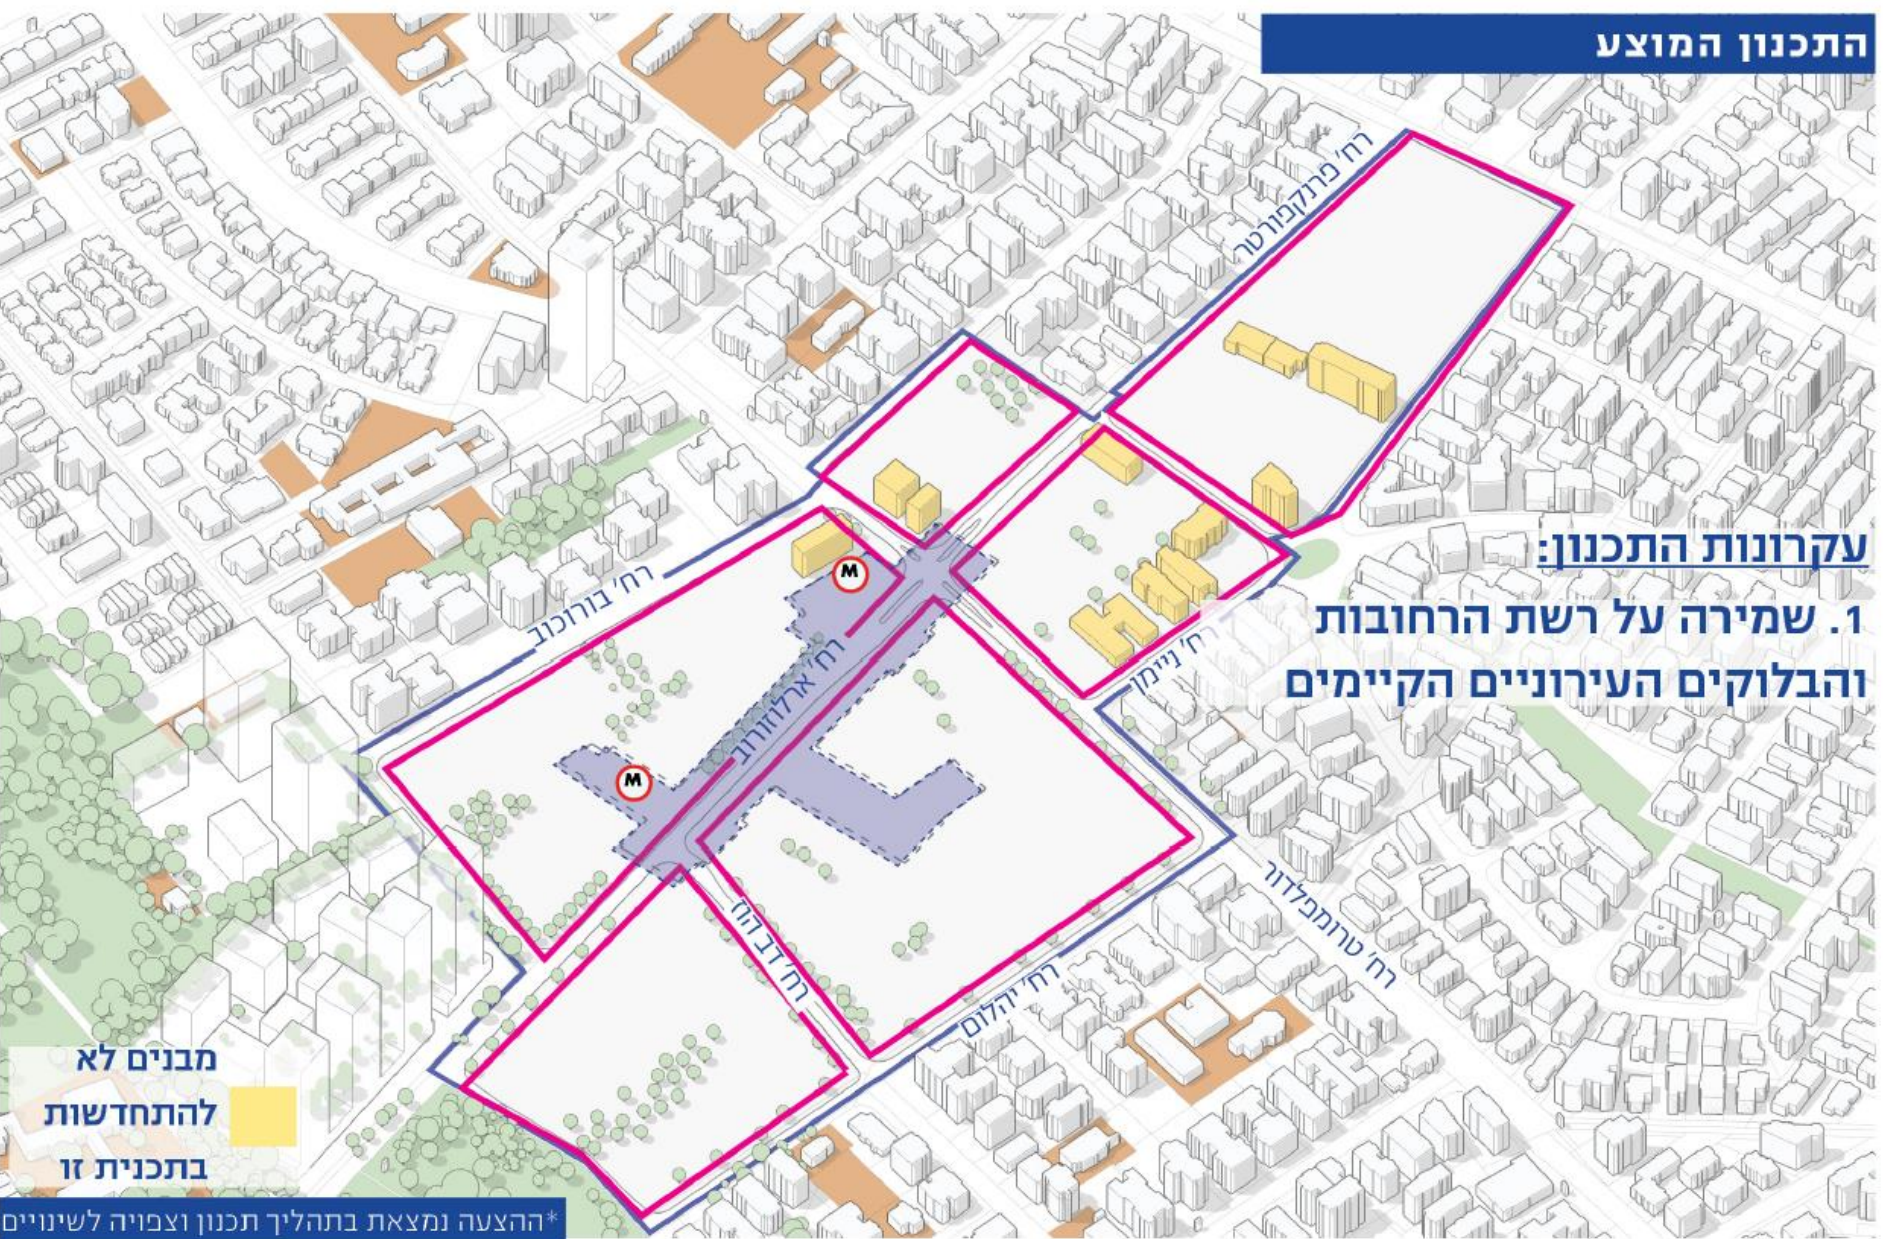 התכנון המוצע
רח' פרנקפורטר
עקרונות התכנון:
1. שמירה על רשת הרחובות
והבלוקים העירוניים הקיימים
M
רח' בורוכוב
רח' ארלוזורוב
רח' ניימן
M
רח' טרומפלדור
רח' דב הוז
רח' יהלום
מבנים לא
להתחדשות
בתכנית זו
*ההצעה נמצאת בתהליך תכנון וצפויה לשינויים